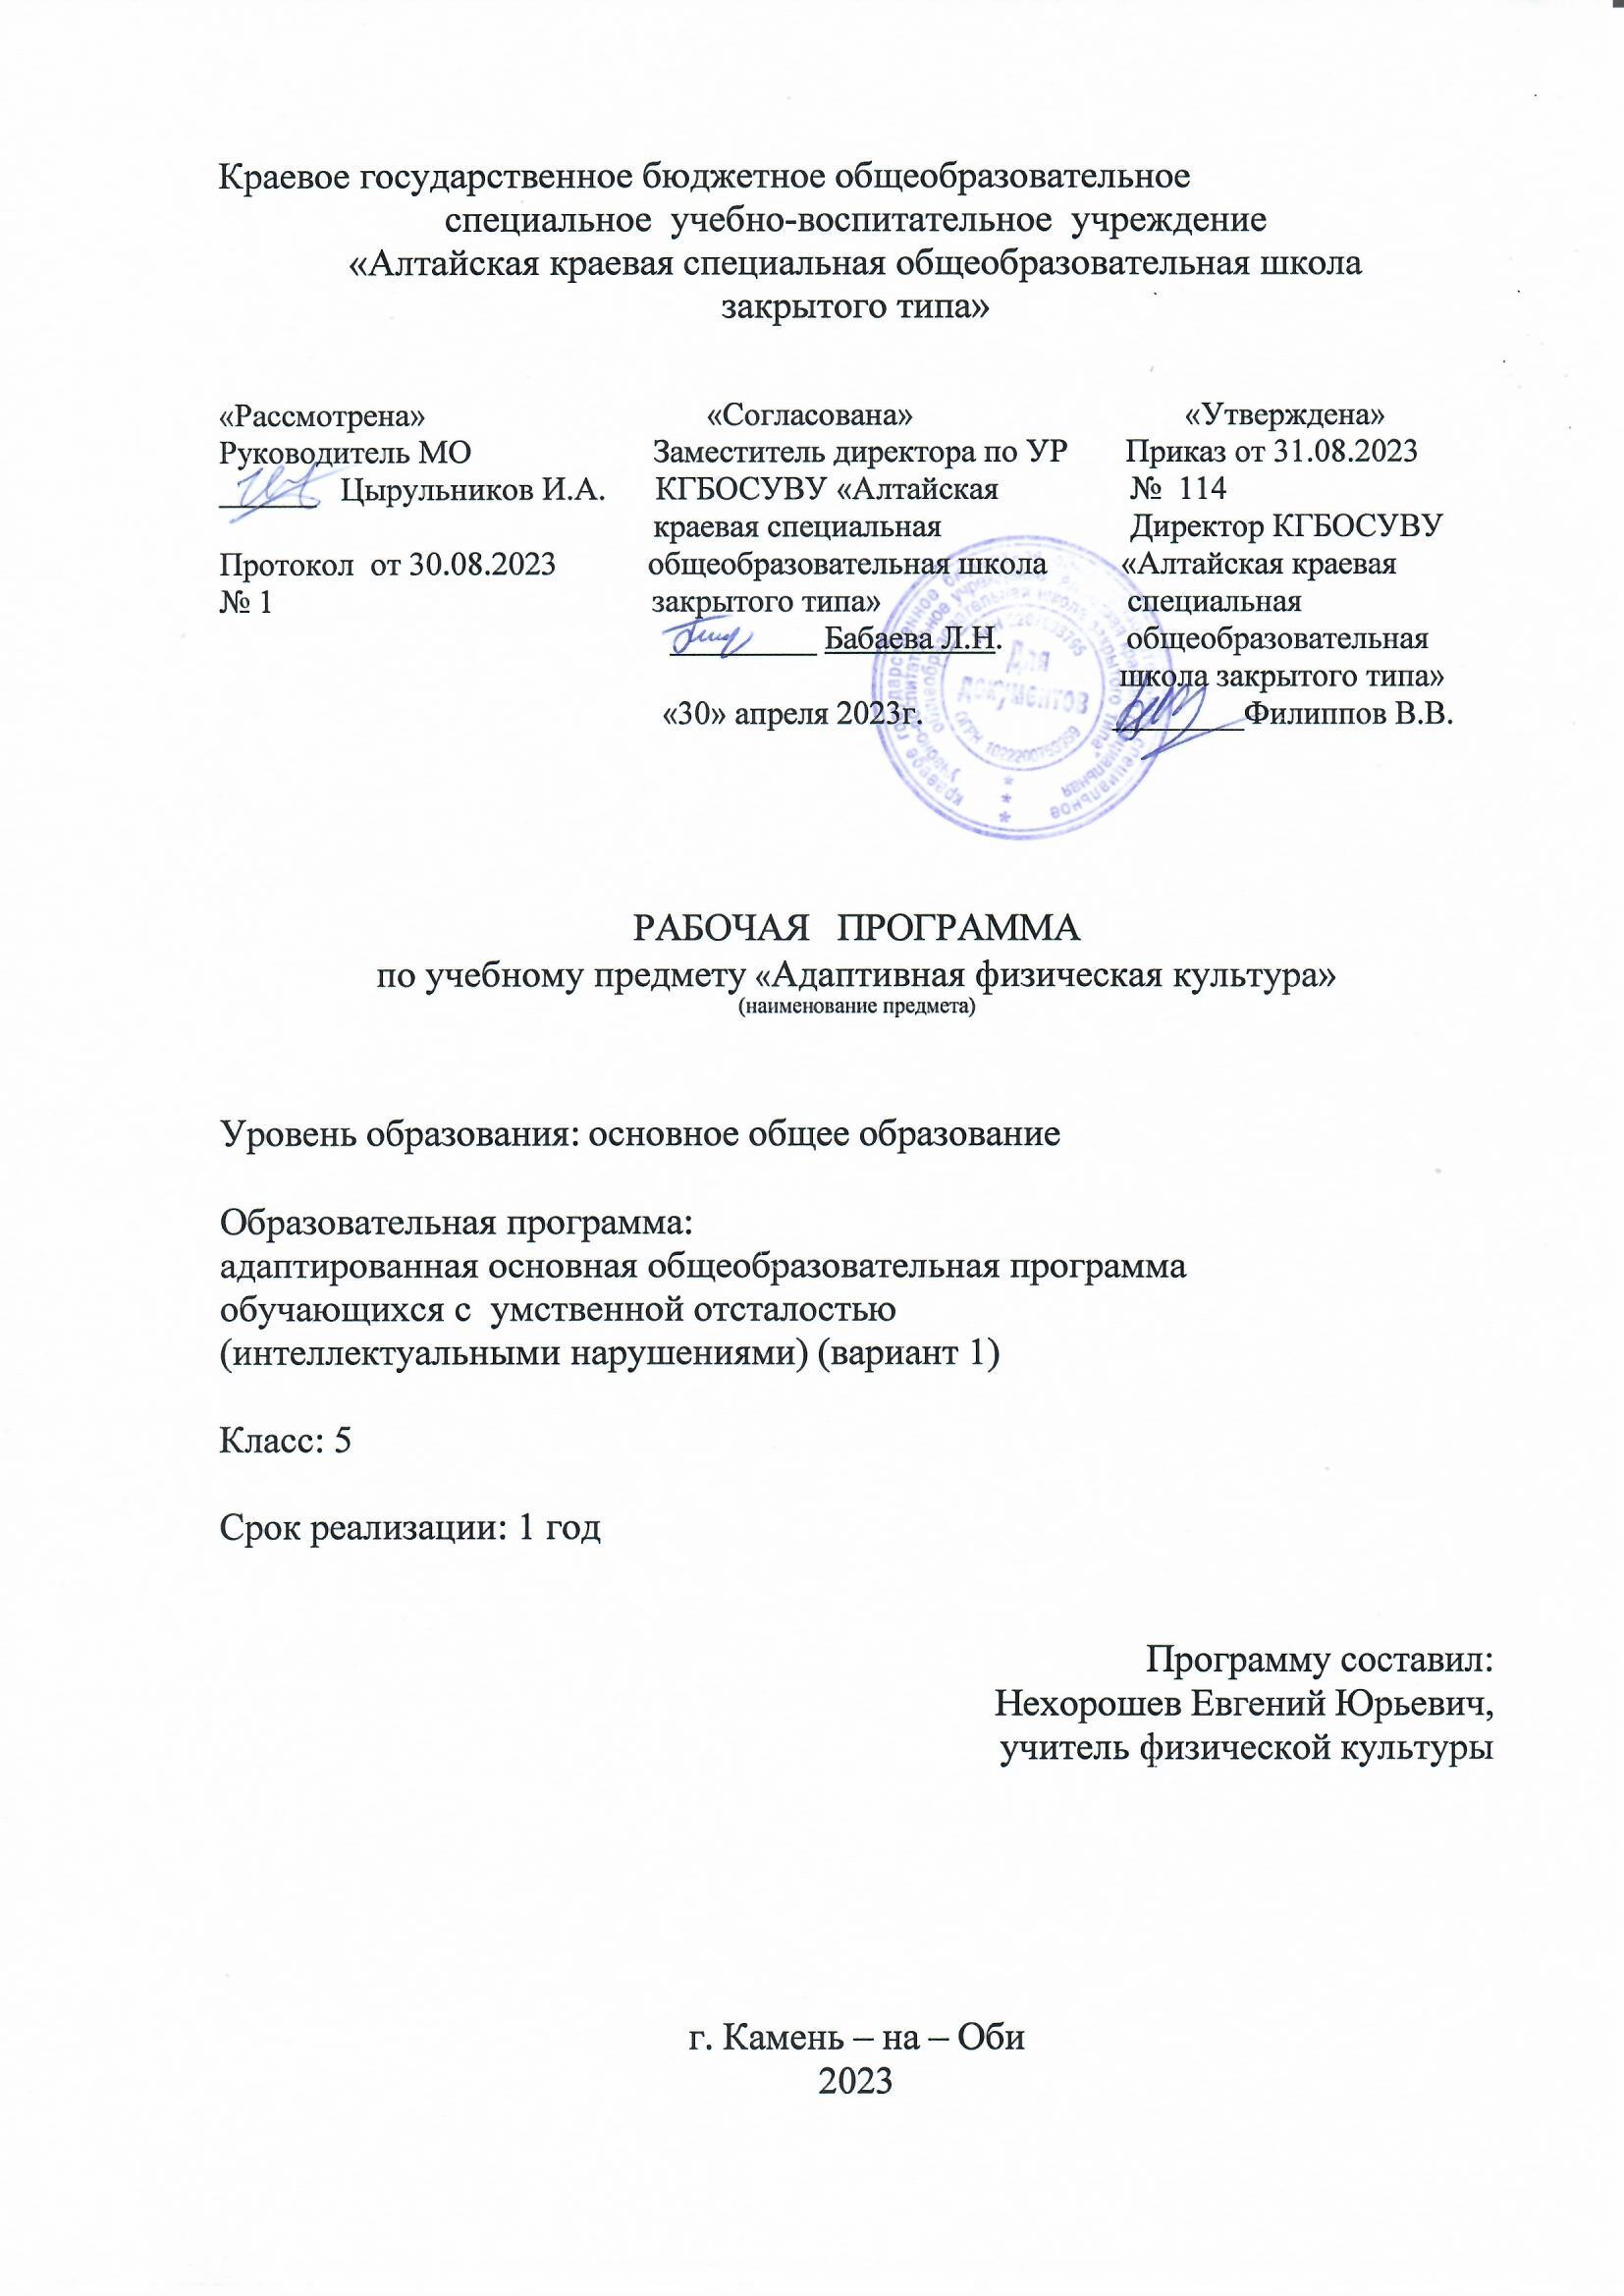 Краевое государственное бюджетное общеобразовательное
специальное учебно-воспитательное учреждение
«Алтайская краевая специальная общеобразовательная школа
закрытого типа»
«Рассмотрена»
Руководитель МО
Цырульников И.А.
Протокол от 30.08.2023
№ 1
«Согласована»
Заместитель директора по УР
КГБОСУВУ «Алтайская
краевая специальная
общеобразовательная школа
закрытого типа»
Бабаева Л.Н.
«30» апреля 2023г.
«Утверждена»
Приказ от 31.08.2023
№ 114
Директор КГБОСУВУ
«Алтайская краевая
специальная
общеобразовательная
школа закрытого типа»
Филиппов В.В.
Для
документов
РАБОЧАЯ ПРОГРАММА
по учебному предмету «Адаптивная физическая культура»
(наименование предмета)
Уровень образования: основное общее образование
Образовательная программа:
адаптированная основная общеобразовательная программа
обучающихся с умственной отсталостью
(интеллектуальными нарушениями) (вариант 1)
Класс: 5
Срок реализации: 1 год
Программу составил:
Нехорошев Евгений Юрьевич,
учитель физической культуры
г. Камень – на – Оби
2023